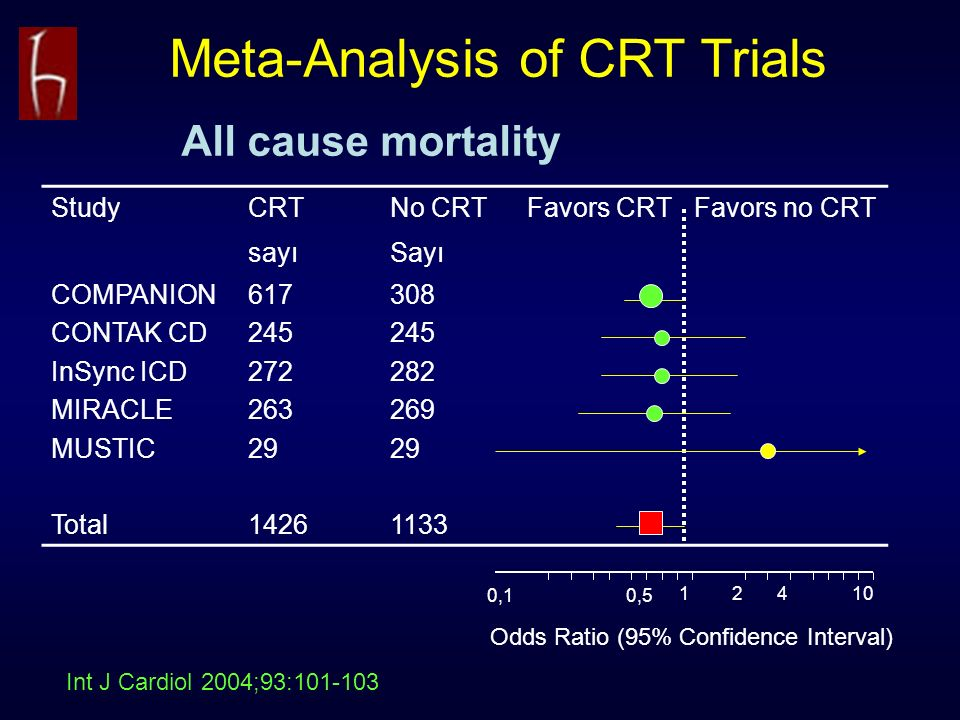 Meta-Analysis of CRT Trials
All cause mortality
Study CRT No CRT Favors CRT Favors no CRT
sayı Sayı
COMPANION 617 308
CONTAK CD 245 245
InSync ICD 272 282
MIRACLE 263 269
MUSTIC 29 29
Total 1426 1133
0,1 0,5 1 2 4 10
Odds Ratio (95% Confidence Interval)
Int J Cardiol 2004;93:101-103